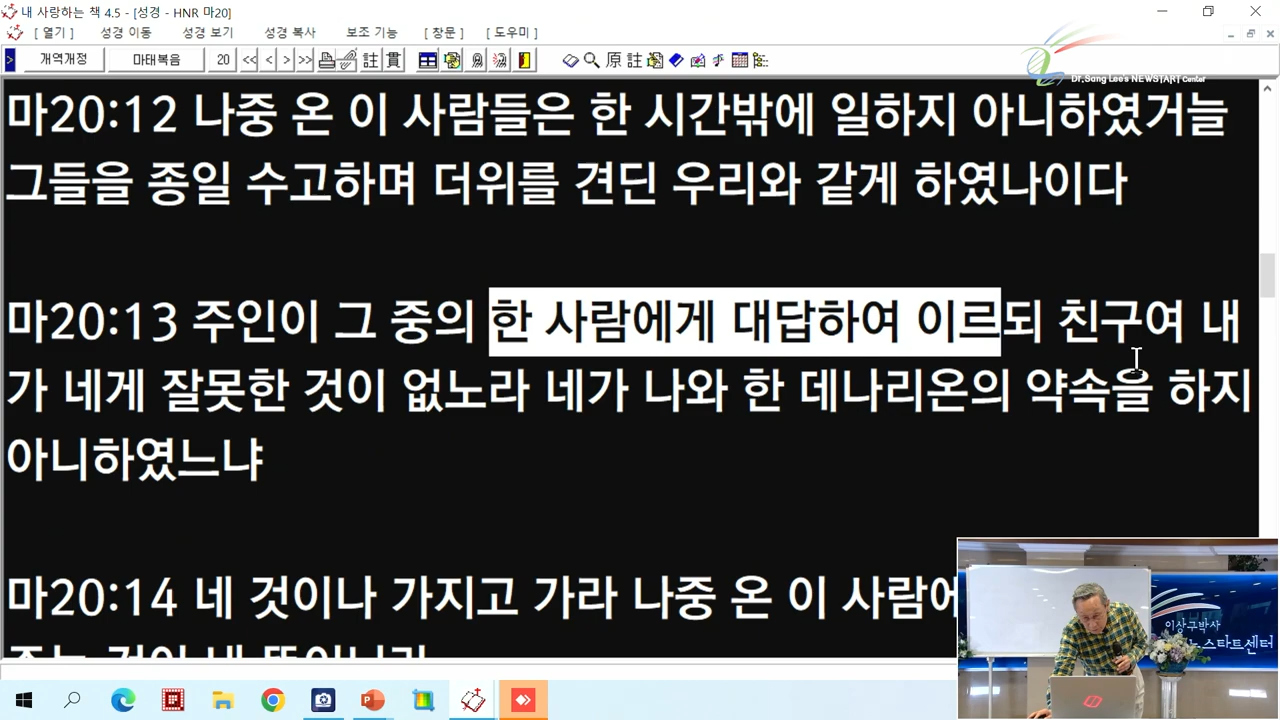 내 사랑하는 책 4.5 - [성경 - HNR 마20]
[ 열기 ] 성경 이동 성경 보기 성경 복사 보조 기능 [ 창문 ] [ 도우미 ]
개역개정 마태복음 20 << < > >> 註 貫 原 註
Dr.Sang Lee's NEWSTART Center
마20:12 나중 온 이 사람들은 한 시간밖에 일하지 아니하였거늘
그들을 종일 수고하며 더위를 견딘 우리와 같게 하였나이다
마20:13 주인이 그 중의 한 사람에게 대답하여 이르되 친구여 내
가 네게 잘못한 것이 없노라 네가 나와 한 데나리온의 약속을 하지
아니하였느냐
마20:14 네 것이나 가지고 가라 나중 온 이 사람에
이상구박사
스타트센터